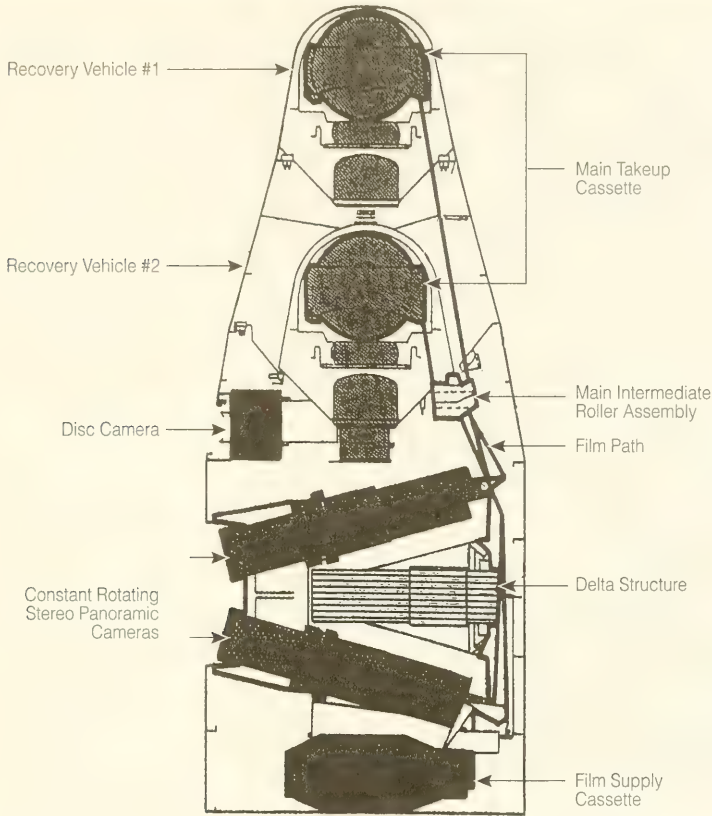 Recovery Vehicle #1
Main Takeup
Cassette
Recovery Vehicle #2
Main Intermediate
Roller Assembly
Disc Camera
Film Path
Delta Structure
Constant Rotating
Stereo Panoramic
Cameras
Film Supply
Cassette